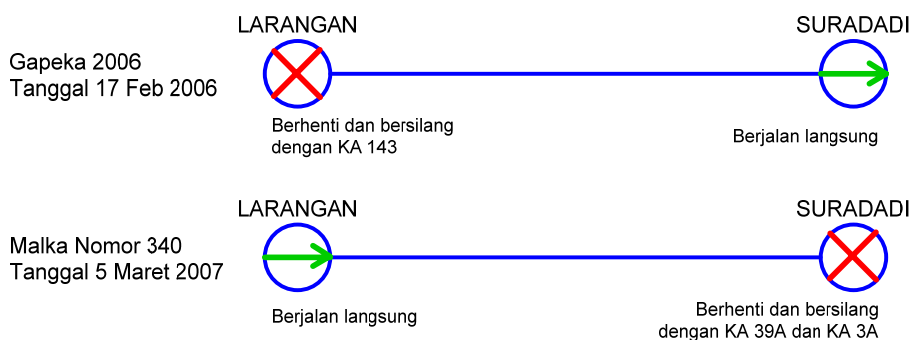 LARANGAN
SURADADI
Gapeka 2006
Tanggal 17 Feb 2006
Berhenti dan bersilang
dengan KA 143
Berjalan langsung
LARANGAN
SURADADI
Malka Nomor 340
Tanggal 5 Maret 2007
Berjalan langsung
Berhenti dan bersilang
dengan KA 39A dan KA 3A